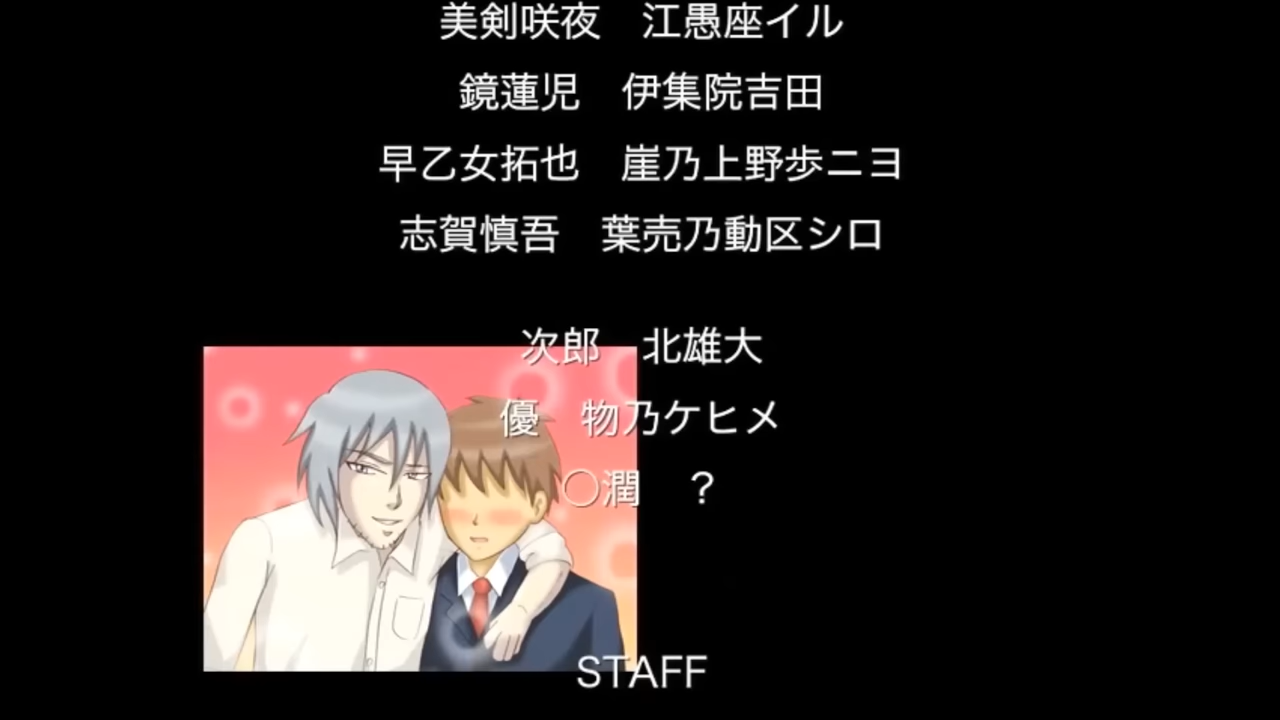 美剣咲夜　江愚座イル
鏡蓮児　伊集院吉田
早乙女拓也　崖乃上野歩ニヨ
志賀慎吾　葉売乃動区シロ
次郎　北雄大
優　物乃ケヒメ
〇潤　？
STAFF